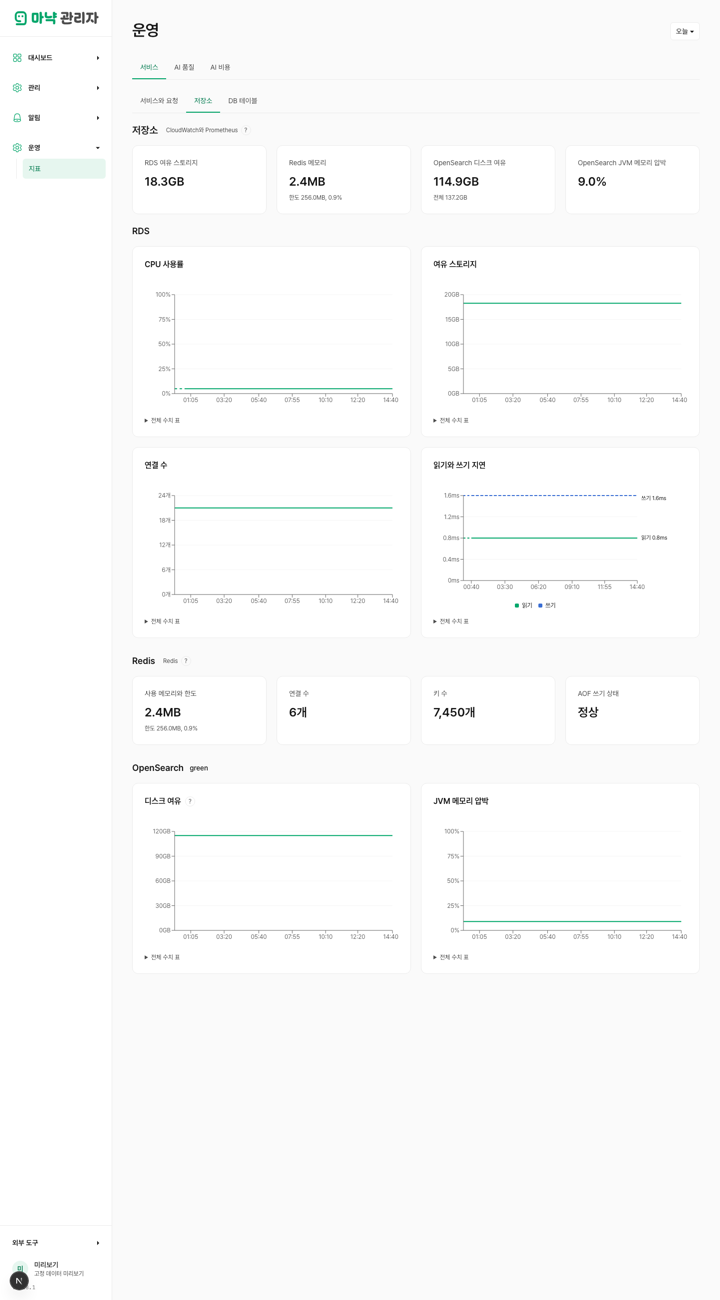 마냑 관리자
대시보드
관리
알림
운영
지표
외부 도구
미
미리보기
고정 데이터 미리보기
N
.1
운영
오늘
서비스 AI 품질 AI 비용
서비스와 요청 저장소 DB 테이블
저장소 CloudWatch와 Prometheus ?
RDS 여유 스토리지
18.3GB
Redis 메모리
2.4MB
한도 256.0MB, 0.9%
OpenSearch 디스크 여유
114.9GB
전체 137.2GB
OpenSearch JVM 메모리 압박
9.0%
RDS
CPU 사용률
100%
75%
50%
25%
0%
01:05 03:20 05:40 07:55 10:10 12:20 14:40
전체 수치 표
여유 스토리지
20GB
15GB
10GB
5GB
0GB
01:05 03:20 05:40 07:55 10:10 12:20 14:40
전체 수치 표
연결 수
24개
18개
12개
6개
0개
01:05 03:20 05:40 07:55 10:10 12:20 14:40
전체 수치 표
읽기와 쓰기 지연
1.6ms
1.2ms
0.8ms
0.4ms
0ms
쓰기 1.6ms
읽기 0.8ms
00:40 03:30 06:20 09:10 11:55 14:40
읽기 쓰기
전체 수치 표
Redis Redis ?
사용 메모리와 한도
2.4MB
한도 256.0MB, 0.9%
연결 수
6개
키 수
7,450개
AOF 쓰기 상태
정상
OpenSearch green
디스크 여유 ?
120GB
90GB
60GB
30GB
0GB
01:05 03:20 05:40 07:55 10:10 12:20 14:40
전체 수치 표
JVM 메모리 압박
100%
75%
50%
25%
0%
01:05 03:20 05:40 07:55 10:10 12:20 14:40
전체 수치 표